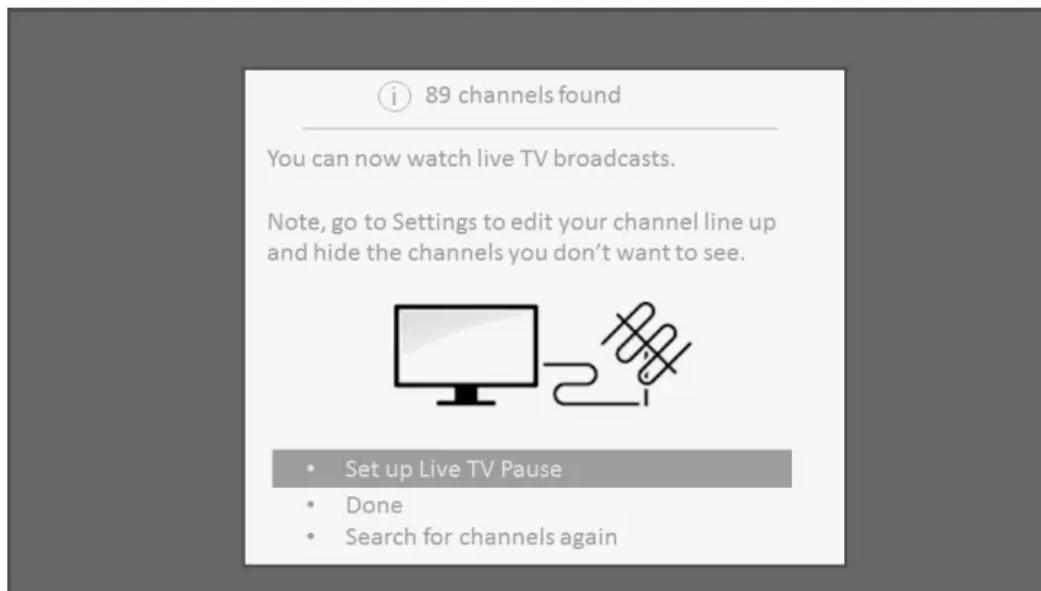 89 channels found
You can now watch live TV broadcasts.
Note, go to Settings to edit your channel line up
and hide the channels you don't want to see.
• Set up Live TV Pause
• Done
• Search for channels again